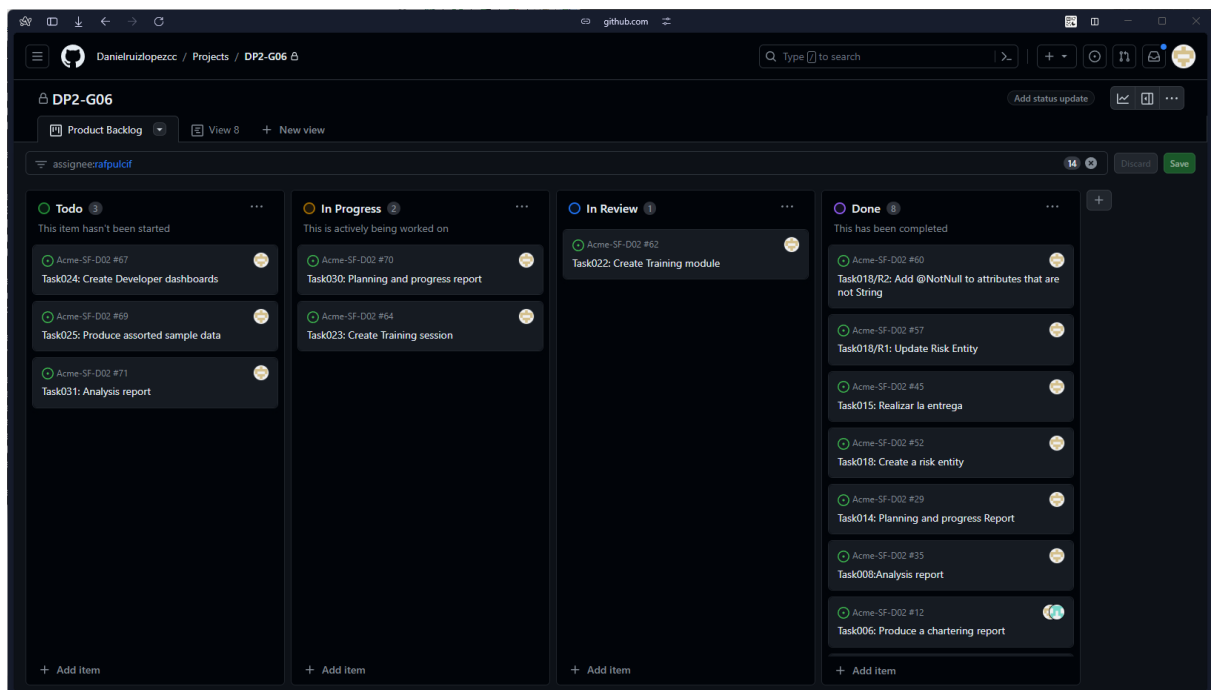 github.com
Danielruizlopezcc / Projects / DP2-G06
Type / to search
DP2-G06
Add status update
Product Backlog
View 8
+ New view
assignee:rafpulcif
14
Discard
Save
Todo 3
This item hasn't been started
Acme-SF-D02 #67
Task024: Create Developer dashboards
Acme-SF-D02 #69
Task025: Produce assorted sample data
Acme-SF-D02 #71
Task031: Analysis report
+ Add item
In Progress 2
This is actively being worked on
Acme-SF-D02 #70
Task030: Planning and progress report
Acme-SF-D02 #64
Task023: Create Training session
+ Add item
In Review 1
Acme-SF-D02 #62
Task022: Create Training module
+ Add item
Done 8
This has been completed
Acme-SF-D02 #60
Task018/R2: Add @NotNull to attributes that are
not String
Acme-SF-D02 #57
Task018/R1: Update Risk Entity
Acme-SF-D02 #45
Task015: Realizar la entrega
Acme-SF-D02 #52
Task018: Create a risk entity
Acme-SF-D02 #29
Task014: Planning and progress Report
Acme-SF-D02 #35
Task008:Analysis report
Acme-SF-D02 #12
Task006: Produce a chartering report
+ Add item